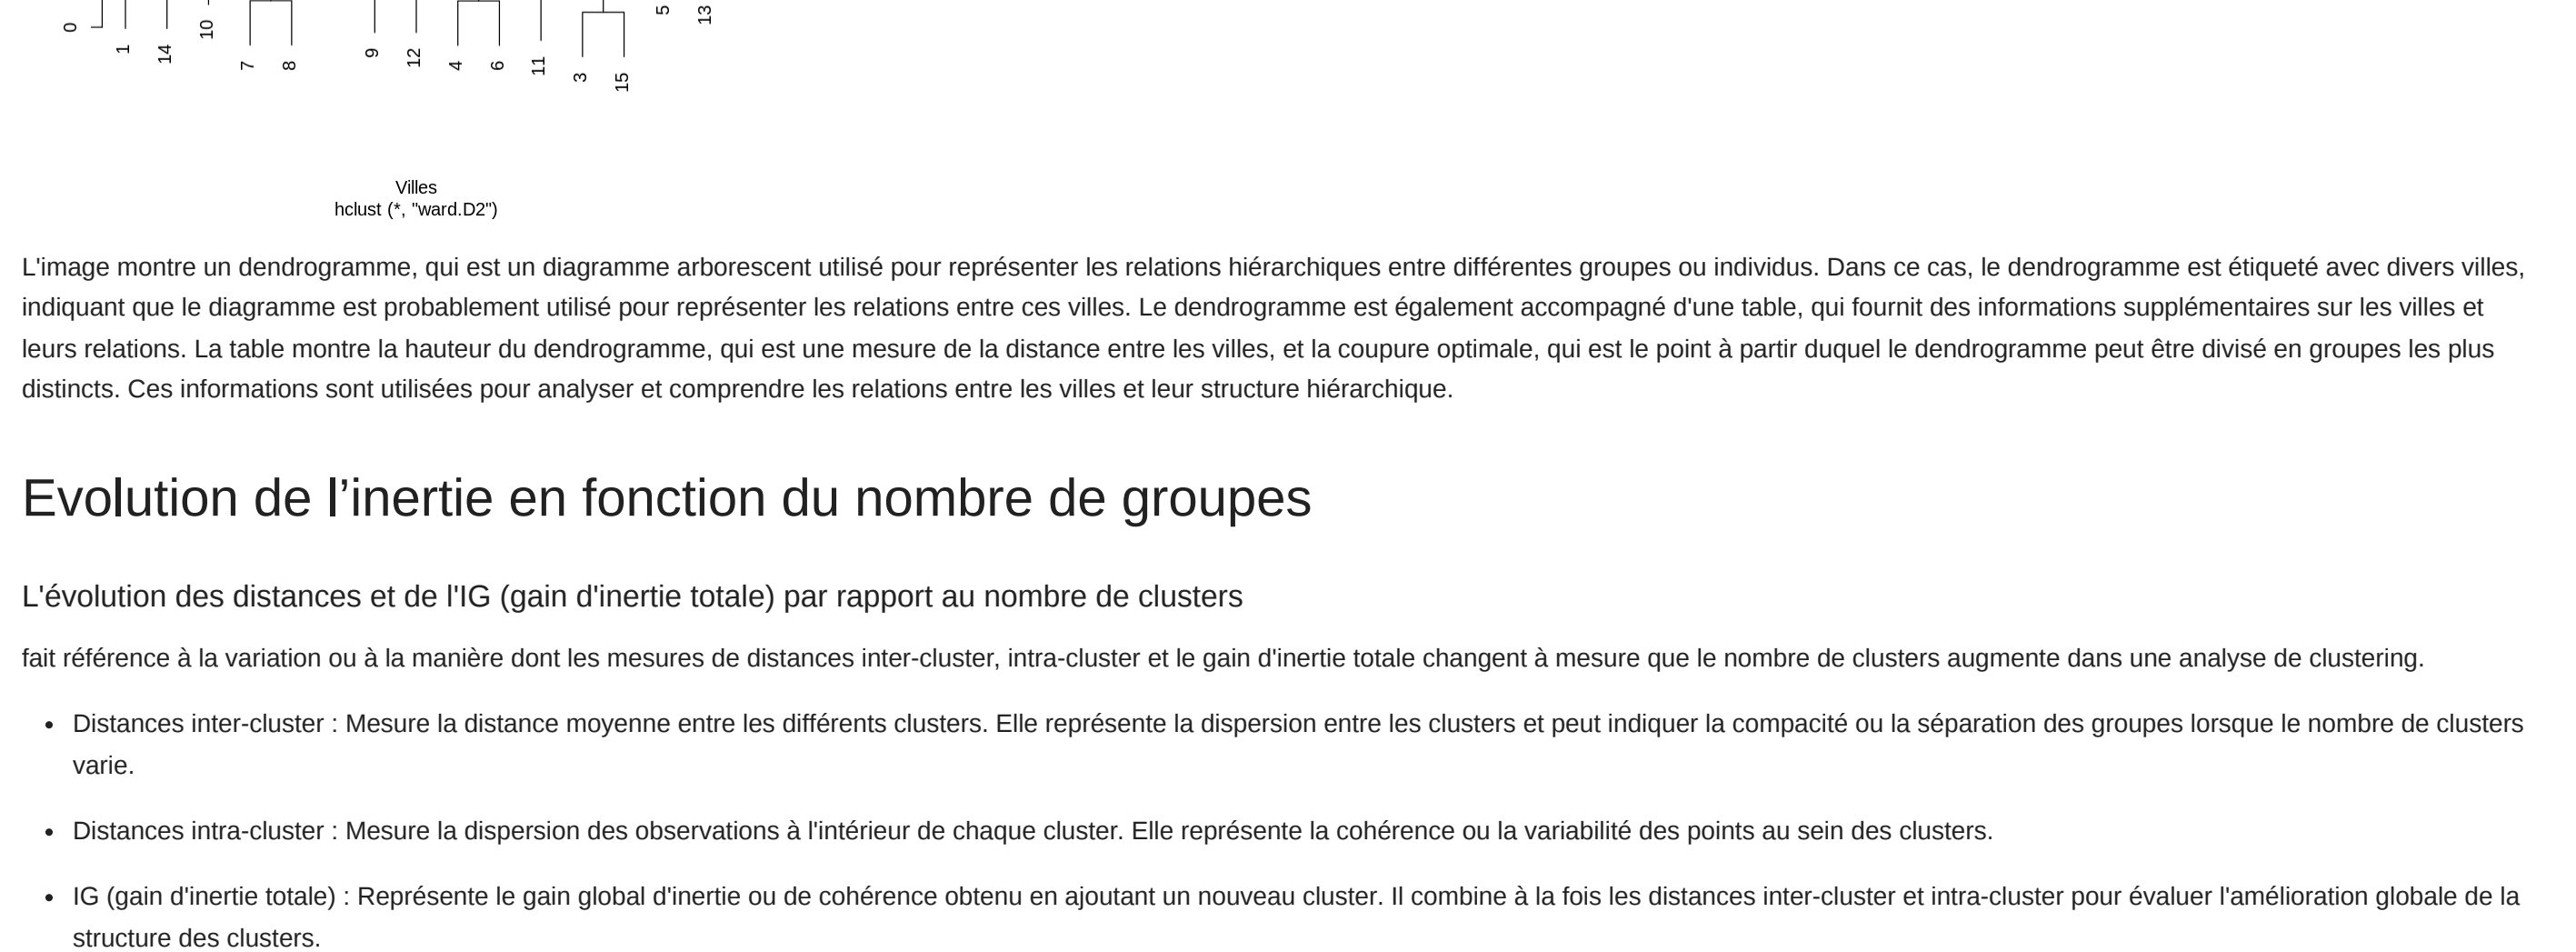 0
1
14
10
7
8
9
12
4
6
11
3
15
5
13
Villes
hclust (*, "ward.D2")
L'image montre un dendrogramme, qui est un diagramme arborescent utilisé pour représenter les relations hiérarchiques entre différentes groupes ou individus. Dans ce cas, le dendrogramme est étiqueté avec divers villes,
indiquant que le diagramme est probablement utilisé pour représenter les relations entre ces villes. Le dendrogramme est également accompagné d'une table, qui fournit des informations supplémentaires sur les villes et
leurs relations. La table montre la hauteur du dendrogramme, qui est une mesure de la distance entre les villes, et la coupure optimale, qui est le point à partir duquel le dendrogramme peut être divisé en groupes les plus
distincts. Ces informations sont utilisées pour analyser et comprendre les relations entre les villes et leur structure hiérarchique.
Evolution de l’inertie en fonction du nombre de groupes
L'évolution des distances et de l'IG (gain d'inertie totale) par rapport au nombre de clusters
fait référence à la variation ou à la manière dont les mesures de distances inter-cluster, intra-cluster et le gain d'inertie totale changent à mesure que le nombre de clusters augmente dans une analyse de clustering.
• Distances inter-cluster : Mesure la distance moyenne entre les différents clusters. Elle représente la dispersion entre les clusters et peut indiquer la compacité ou la séparation des groupes lorsque le nombre de clusters
varie.
• Distances intra-cluster : Mesure la dispersion des observations à l'intérieur de chaque cluster. Elle représente la cohérence ou la variabilité des points au sein des clusters.
• IG (gain d'inertie totale) : Représente le gain global d'inertie ou de cohérence obtenu en ajoutant un nouveau cluster. Il combine à la fois les distances inter-cluster et intra-cluster pour évaluer l'amélioration globale de la
structure des clusters.